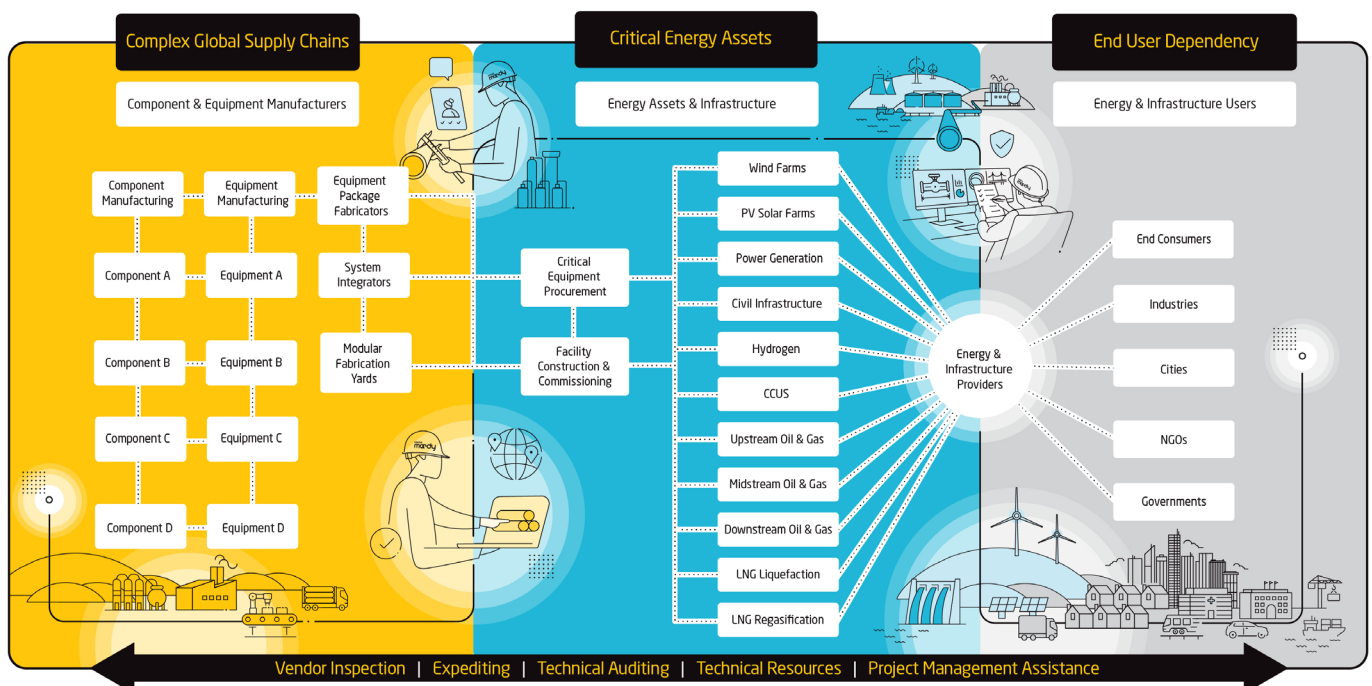 Complex Global Supply Chains
Critical Energy Assets
End User Dependency
Component & Equipment Manufacturers
Energy Assets & Infrastructure
Energy & Infrastructure Users
Component
Manufacturing
Equipment
Manufacturing
Equipment
Package
Fabricators
Component A
Equipment A
System
Integrators
Component B
Equipment B
Modular
Fabrication
Yards
Component C
Equipment C
Component D
Equipment D
mardy
mardy
Critical
Equipment
Procurement
Facility
Construction &
Commissioning
Wind Farms
PV Solar Farms
Power Generation
Civil Infrastructure
Hydrogen
CCUS
Upstream Oil & Gas
Midstream Oil & Gas
Downstream Oil & Gas
LNG Liquefaction
LNG Regasification
Energy &
Infrastructure
Providers
End Consumers
Industries
Cities
NGOs
Governments
Vendor Inspection | Expediting | Technical Auditing | Technical Resources | Project Management Assistance